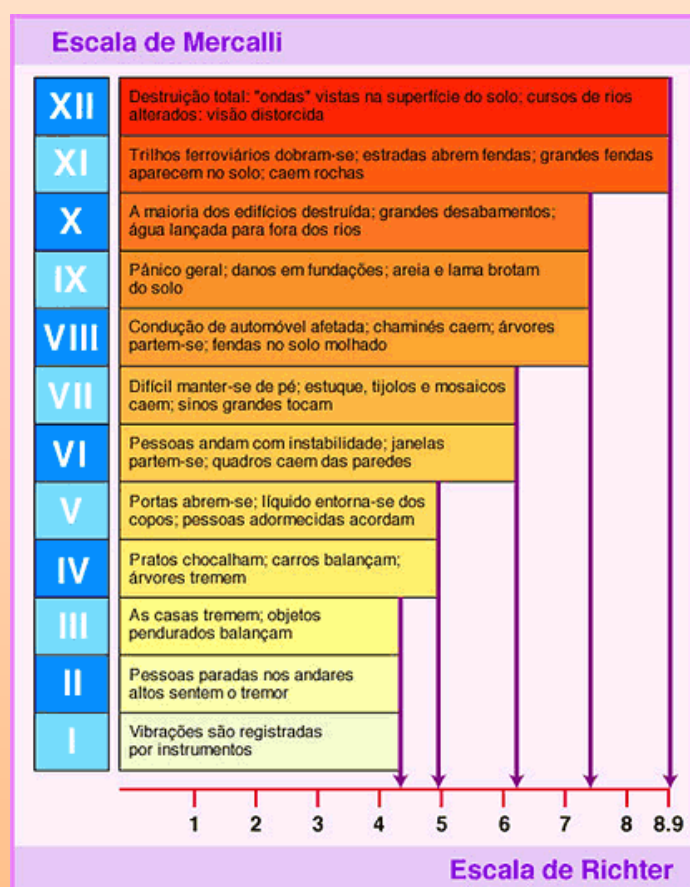 Escala de Mercalli
XII
Destruição total: "ondas" vistas na superfície do solo; cursos de rios
alterados; visão distorcida
XI
Trilhos ferroviários dobram-se; estradas abrem fendas; grandes fendas
aparecem no solo; caem rochas
X
A maioria dos edifícios destruída; grandes desabamentos;
água lançada para fora dos rios
IX
Pânico geral; danos em fundações; areia e lama brotam
do solo
VIII
Condução de automóvel afetada; chaminés caem; árvores
partem-se; fendas no solo molhado
VII
Difícil manter-se de pé; estuque, tijolos e mosaicos
caem; sinos grandes tocam
VI
Pessoas andam com instabilidade; janelas
partem-se; quadros caem das paredes
V
Portas abrem-se; líquido entorna-se dos
copos; pessoas adormecidas acordam
IV
Pratos chocalham; carros balançam;
árvores tremem
III
As casas tremem; objetos
pendurados balançam
II
Pessoas paradas nos andares
altos sentem o tremor
I
Vibrações são registradas
por instrumentos
1 2 3 4 5 6 7 8 8.9
Escala de Richter